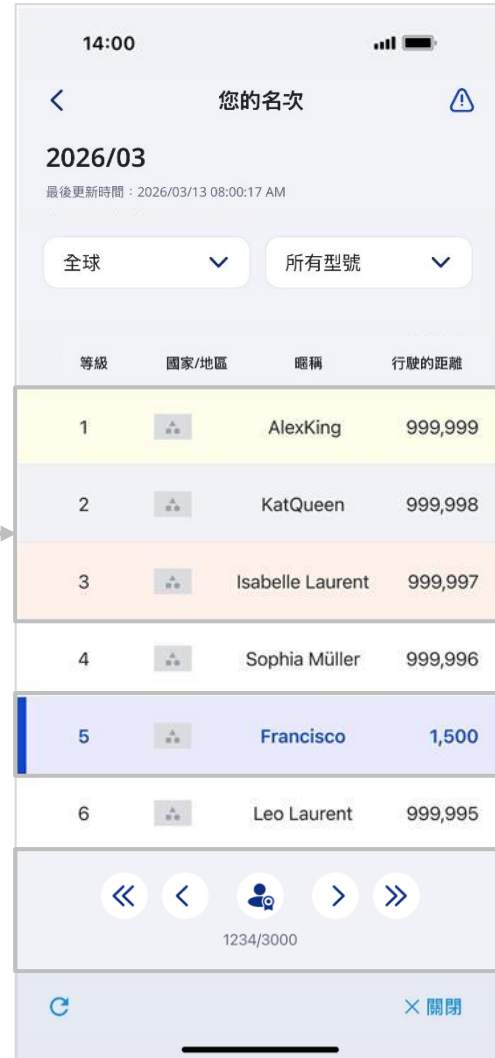 14:00
您的名次
2026/03
最後更新時間：2026/03/13 08:00:17 AM
全球 所有型號
等級 國家/地區 暱稱 行駛的距離
1 AlexKing 999,999
2 KatQueen 999,998
3 Isabelle Laurent 999,997
4 Sophia Müller 999,996
5 Francisco 1,500
6 Leo Laurent 999,995
1234/3000
關閉